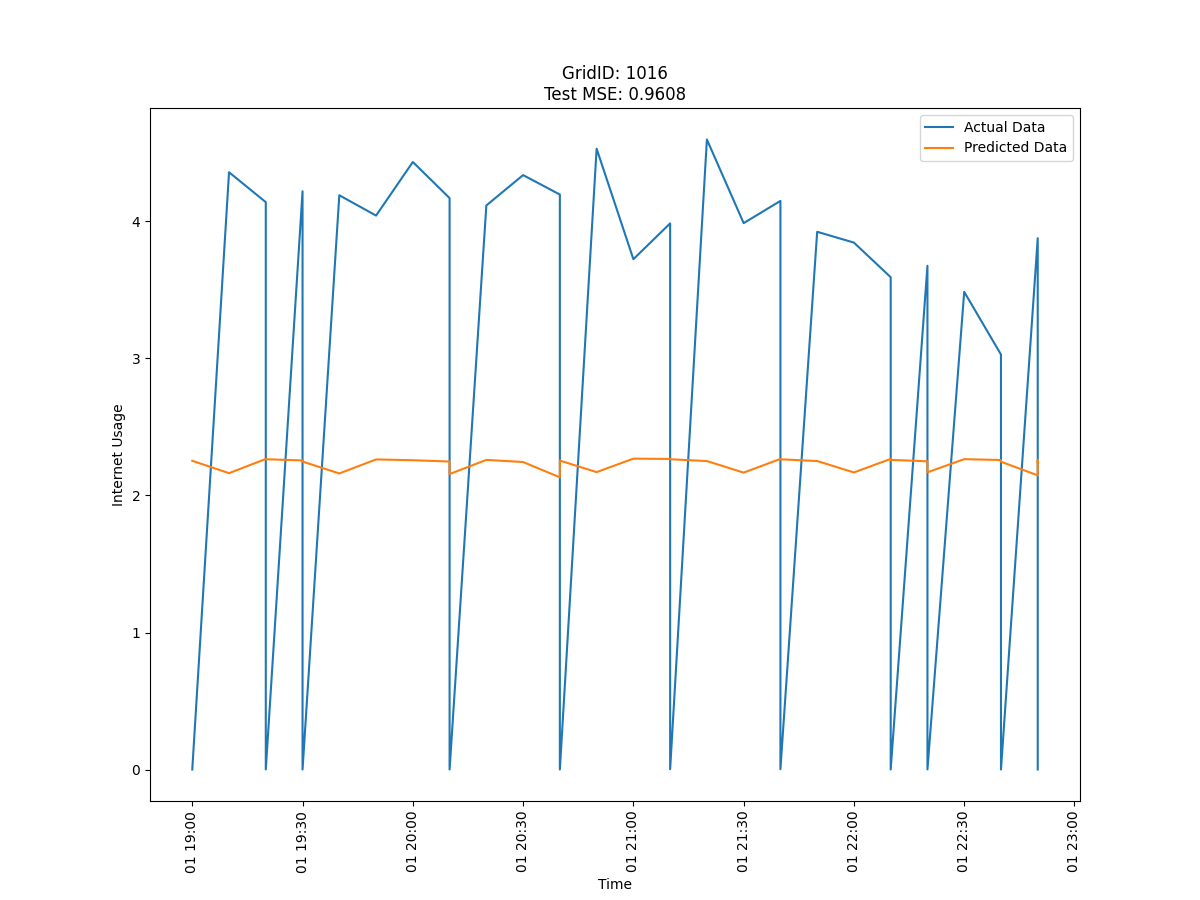 GridID: 1016
Test MSE: 0.9608
Actual Data
Predicted Data
Internet Usage
4
3
2
1
0
01 19:00
01 19:30
01 20:00
01 20:30
01 21:00
01 21:30
01 22:00
01 22:30
01 23:00
Time